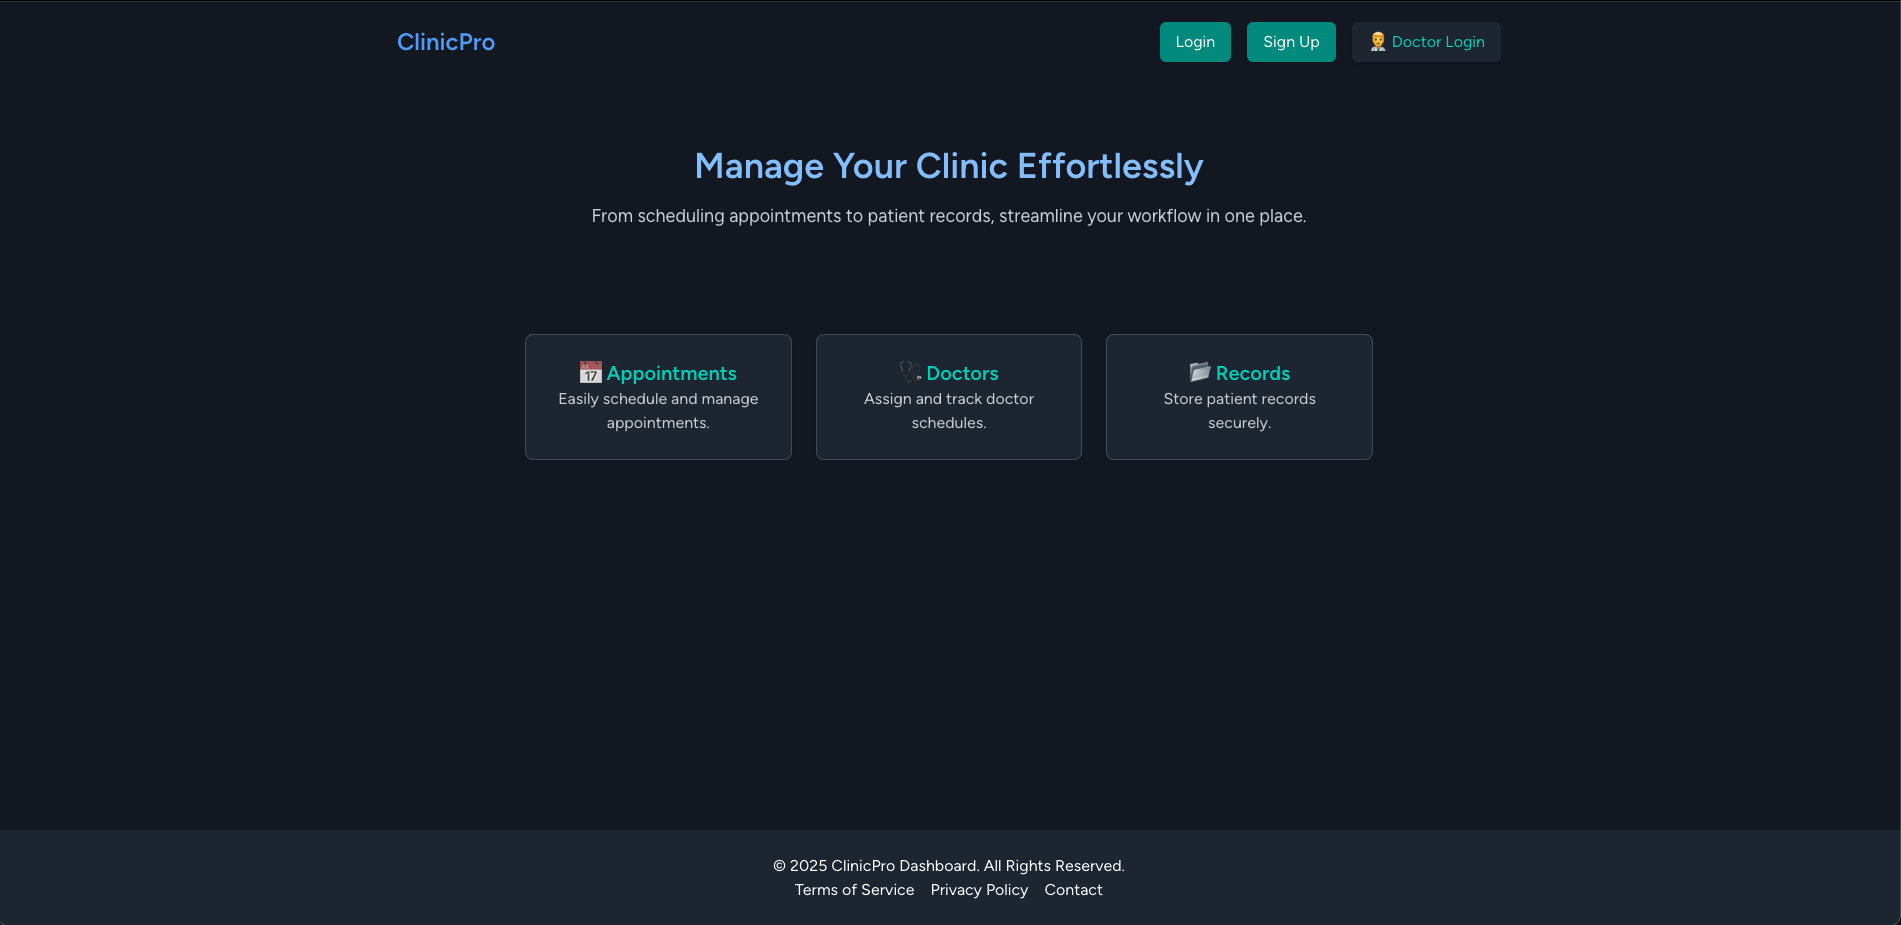 ClinicPro
Login
Sign Up
Doctor Login
Manage Your Clinic Effortlessly
From scheduling appointments to patient records, streamline your workflow in one place.
17 Appointments
Easily schedule and manage
appointments.
Doctors
Assign and track doctor
schedules.
Records
Store patient records
securely.
© 2025 ClinicPro Dashboard. All Rights Reserved.
Terms of Service Privacy Policy Contact